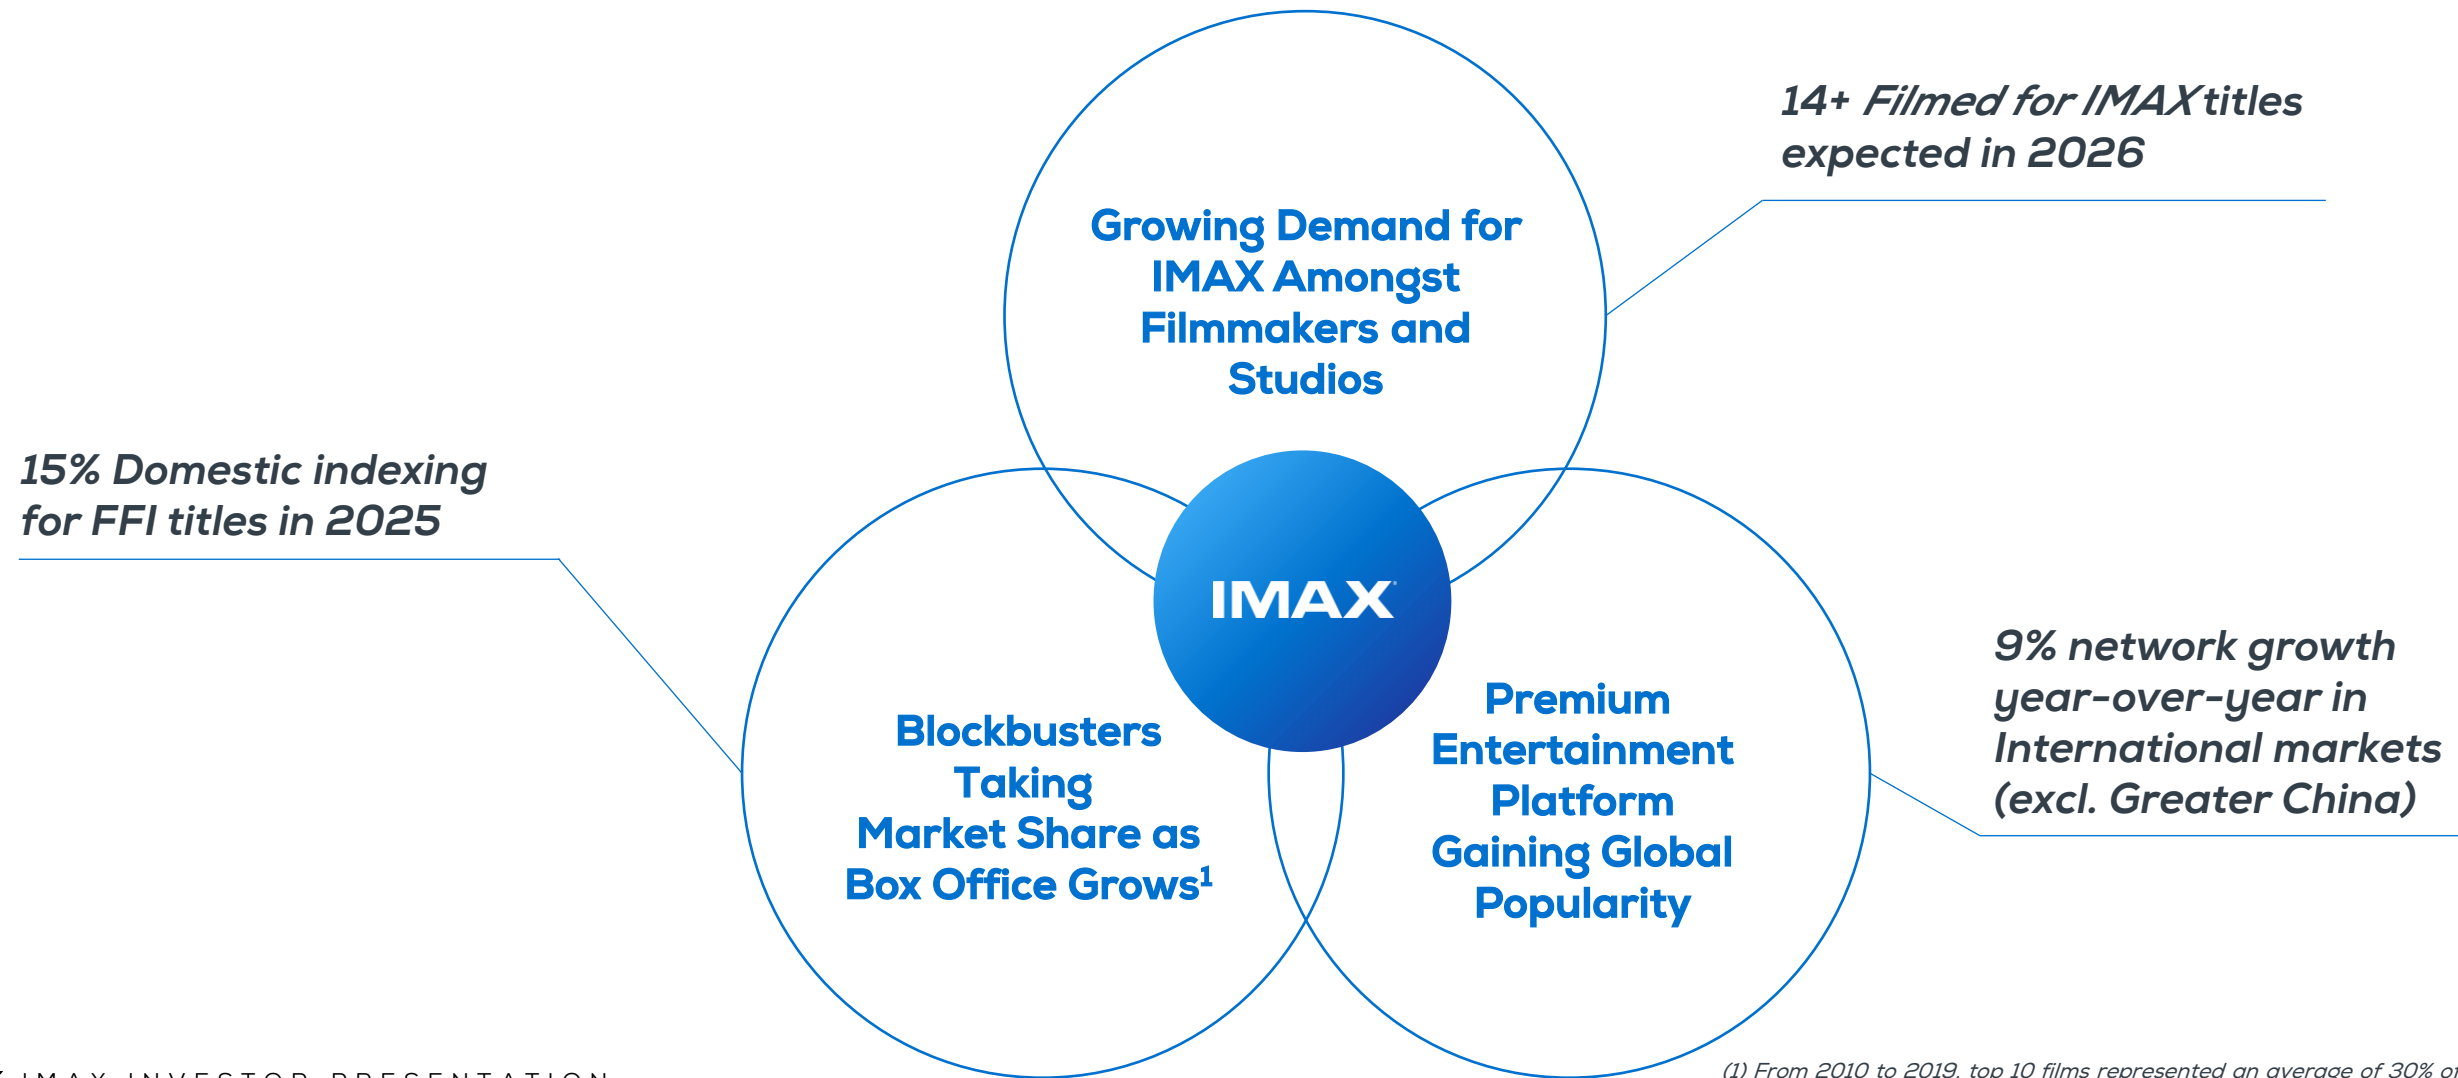 14+ Filmed for IMAX titles
expected in 2026
Growing Demand for
IMAX Amongst
Filmmakers and
Studios
15% Domestic indexing
for FFI titles in 2025
IMAX
9% network growth
year-over-year in
International markets
(excl. Greater China)
Blockbusters
Taking
Market Share as
Box Office Grows¹
Premium
Entertainment
Platform
Gaining Global
Popularity
IMAX INVESTOR PRESENTATION
(1) From 2010 to 2019, top 10 films represented an average of 30% of